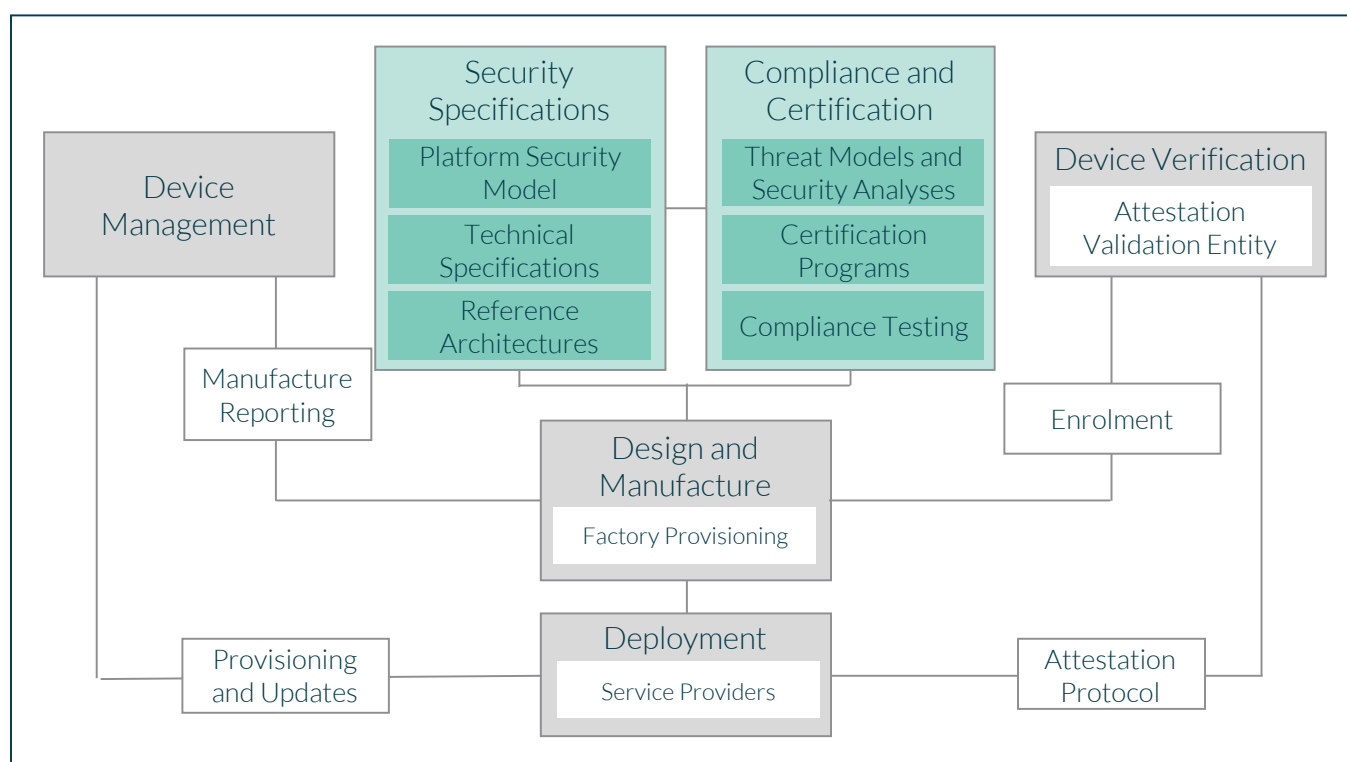 Security
Specifications
Platform Security
Model
Technical
Specifications
Reference
Architectures
Compliance and
Certification
Threat Models and
Security Analyses
Certification
Programs
Compliance Testing
Device
Management
Device Verification
Attestation
Validation Entity
Manufacture
Reporting
Enrolment
Design and
Manufacture
Factory Provisioning
Deployment
Service Providers
Provisioning
and Updates
Attestation
Protocol